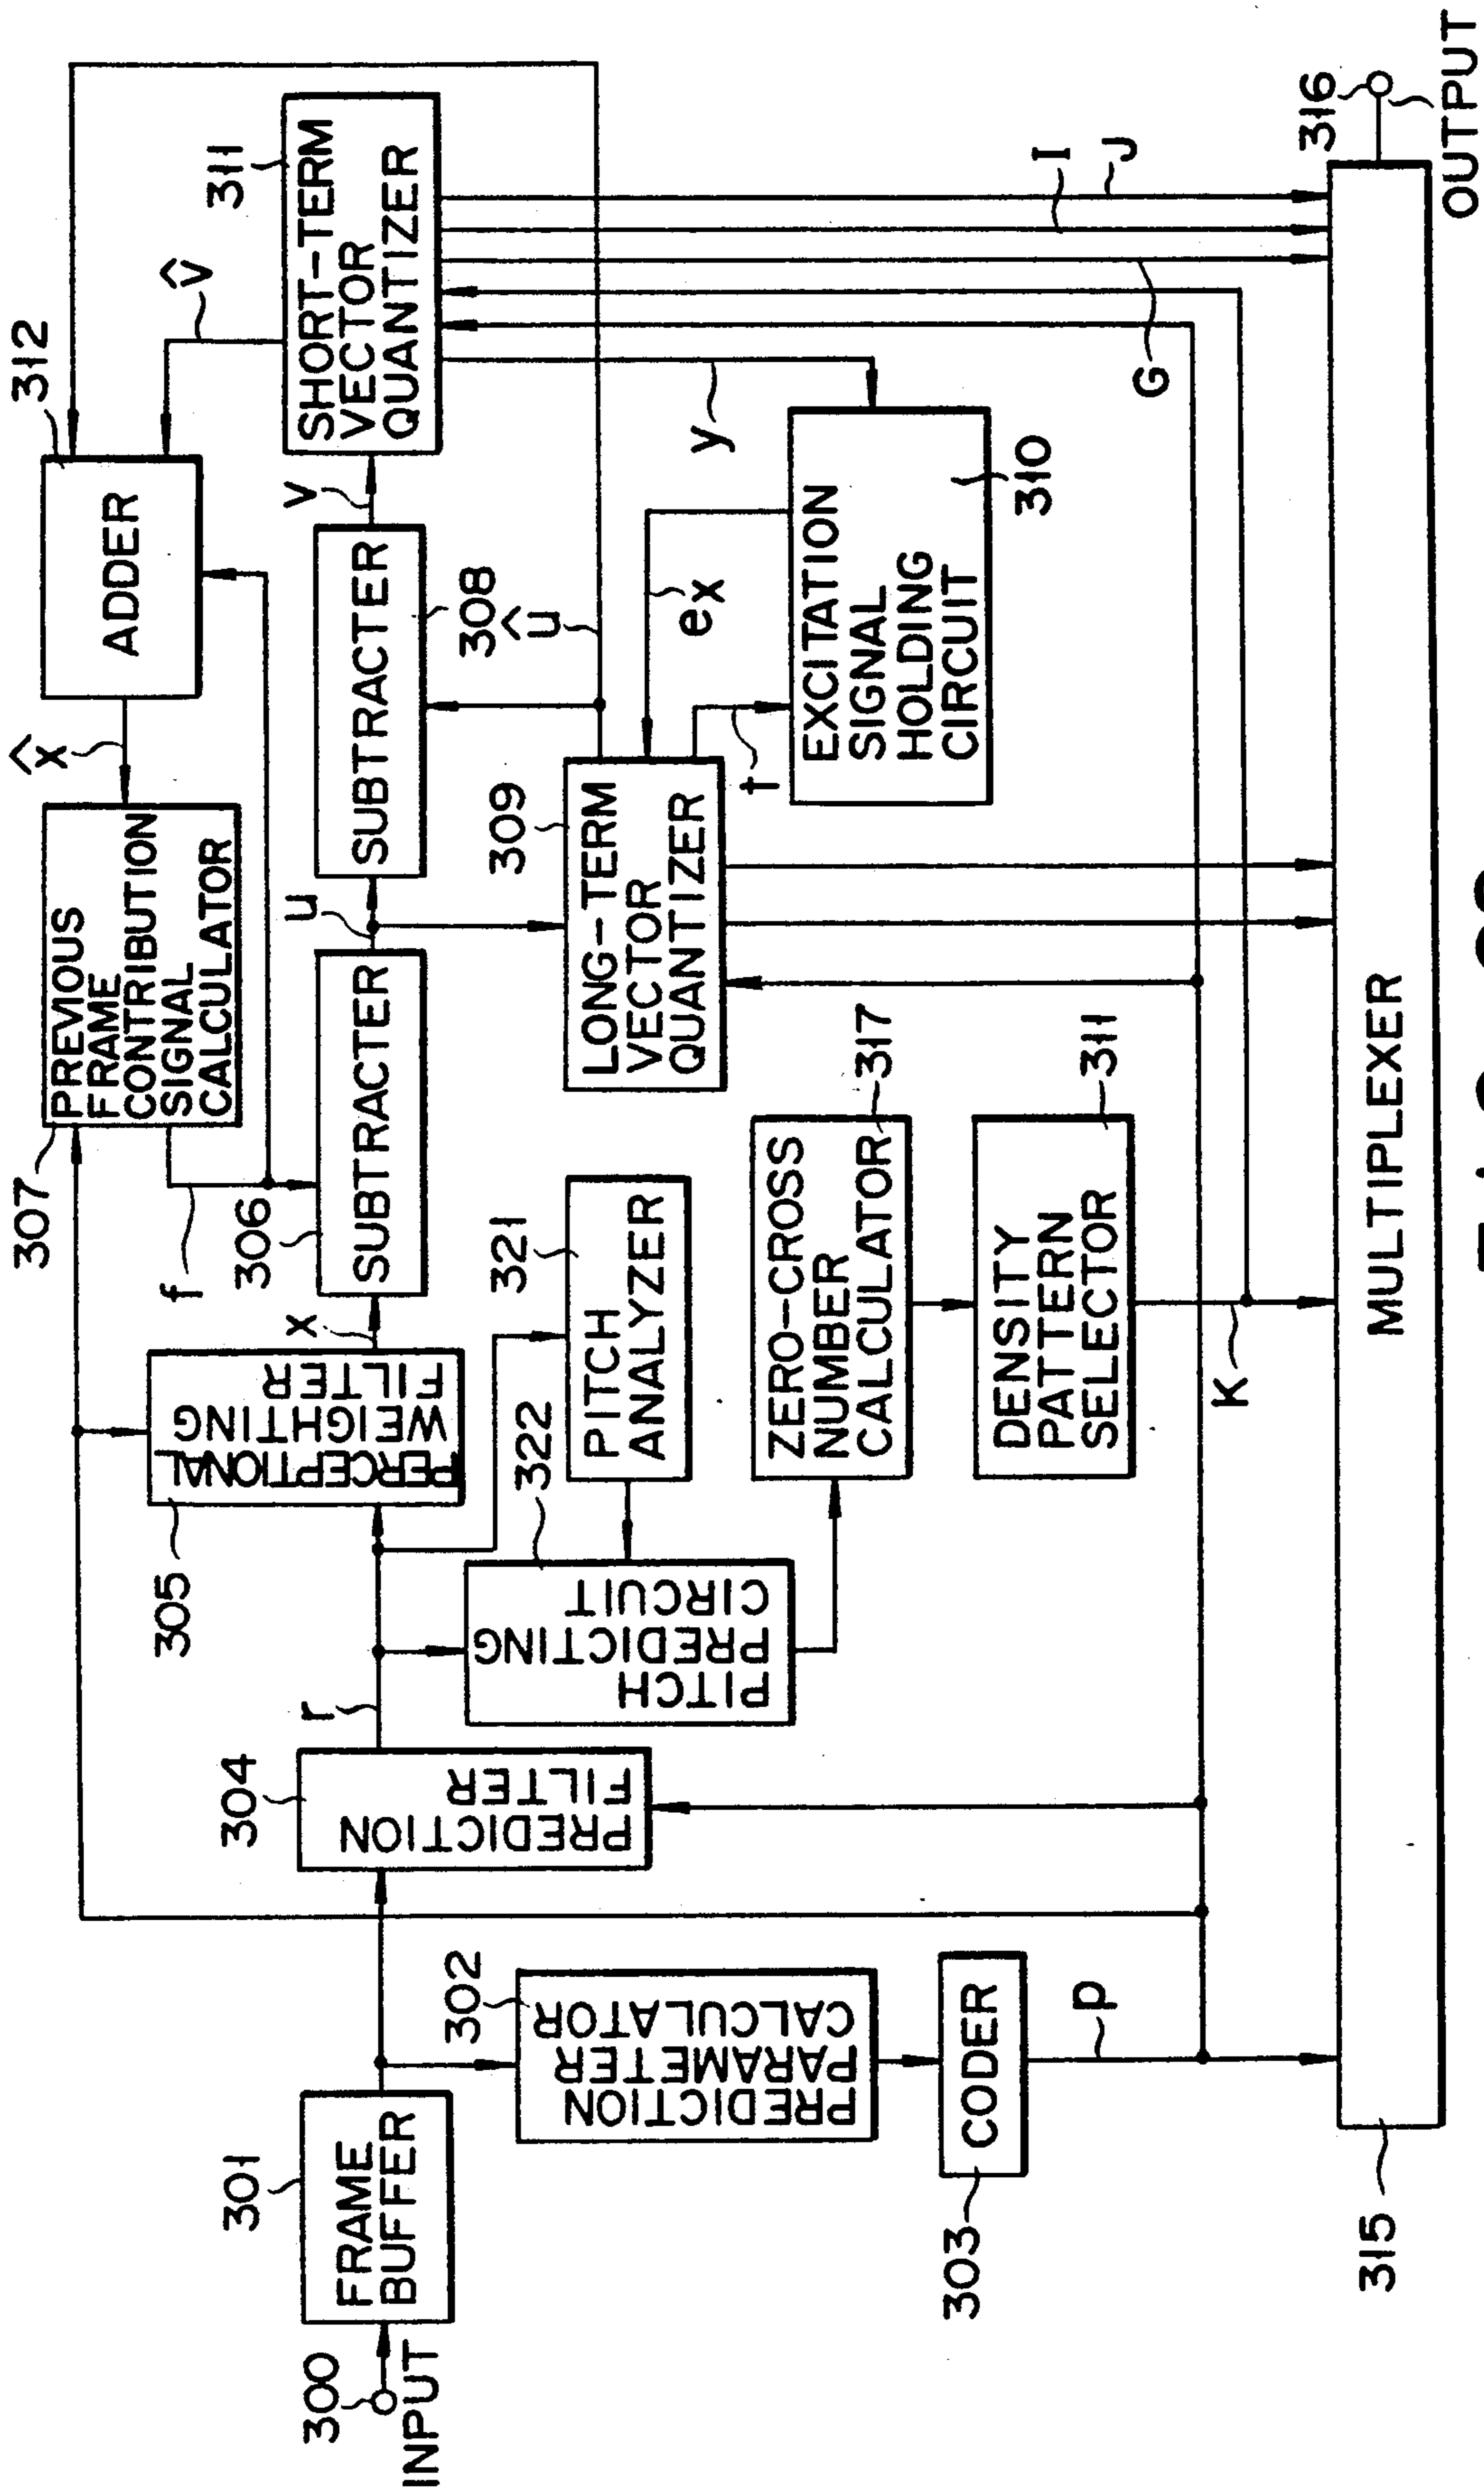 300
INPUT
301
FRAME
BUFFER
302
PREDICTION
PARAMETER
CALCULATOR
303
CODER
p
304
PREDICTION
FILTER
r
305
PERCEPTIONAL
WEIGHTING
FILTER
x
306
SUBTRACTER
f
307
PREVIOUS
FRAME
CONTRIBUTION
SIGNAL
CALCULATOR
x̂
312
ADDER
v̂
u
SUBTRACTER
308
û
v
311
SHORT-TERM
VECTOR
QUANTIZER
309
LONG-TERM
VECTOR
QUANTIZER
ex
t
y
EXCITATION
SIGNAL
HOLDING
CIRCUIT
310
321
PITCH
ANALYZER
322
PITCH
PREDICTING
CIRCUIT
ZERO-CROSS
NUMBER
CALCULATOR
317
DENSITY
PATTERN
SELECTOR
311
K
G
I
J
MULTIPLEXER
315
316
OUTPUT